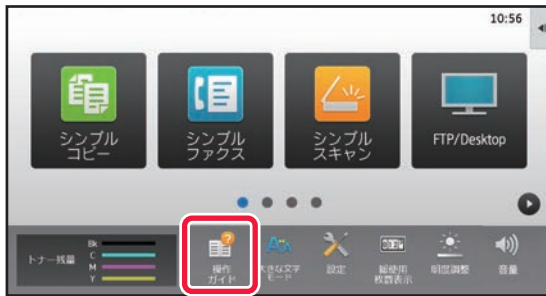 10:56
シンプル
コピー
シンプル
ファクス
シンプル
スキャン
FTP/Desktop
トナー残量
Bk
C
M
Y
操作
ガイド
大きな文字
モード
設定
総使用
枚数表示
明度調整
音量